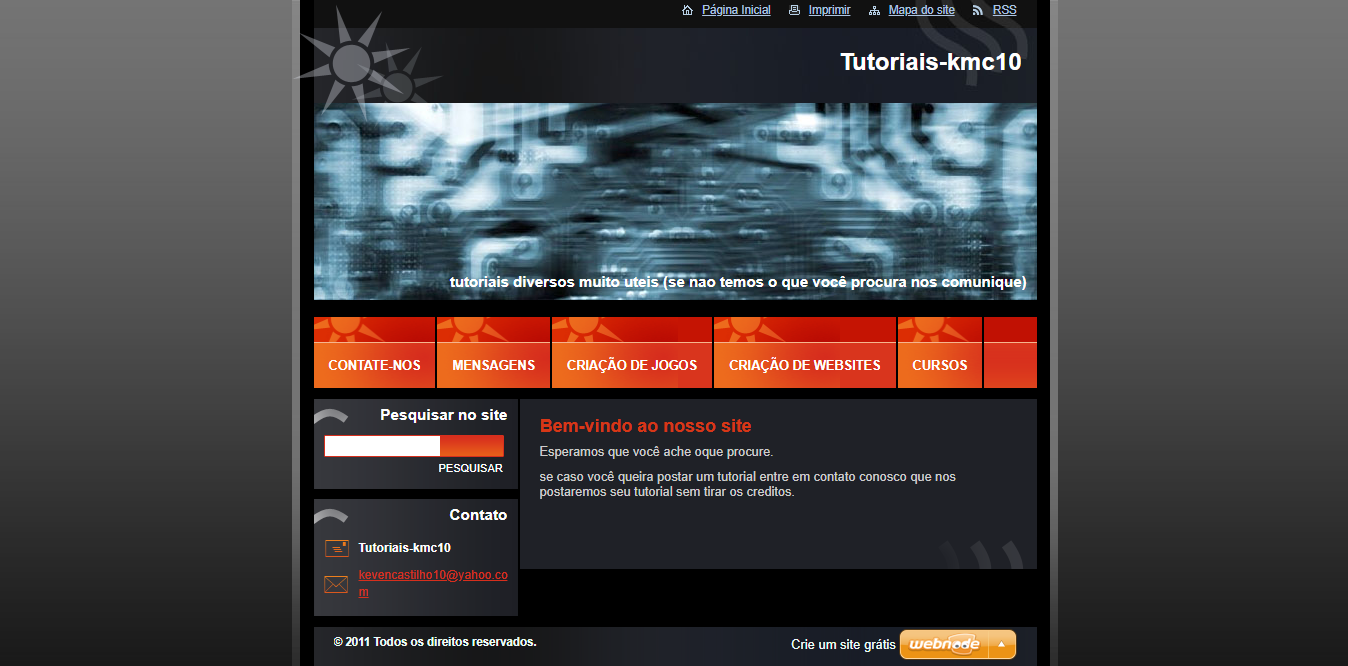 Página Inicial Imprimir Mapa do site RSS
Tutoriais-kmc10
tutoriais diversos muito uteis (se nao temos o que você procura nos comunique)
CONTATE-NOS MENSAGENS CRIAÇÃO DE JOGOS CRIAÇÃO DE WEBSITES CURSOS
Pesquisar no site
PESQUISAR
Contato
Tutoriais-kmc10
kevencastilho10@yahoo.co
m
Bem-vindo ao nosso site
Esperamos que você ache oque procure.
se caso você queira postar um tutorial entre em contato conosco que nos
postaremos seu tutorial sem tirar os creditos.
© 2011 Todos os direitos reservados.
Crie um site grátis webnode